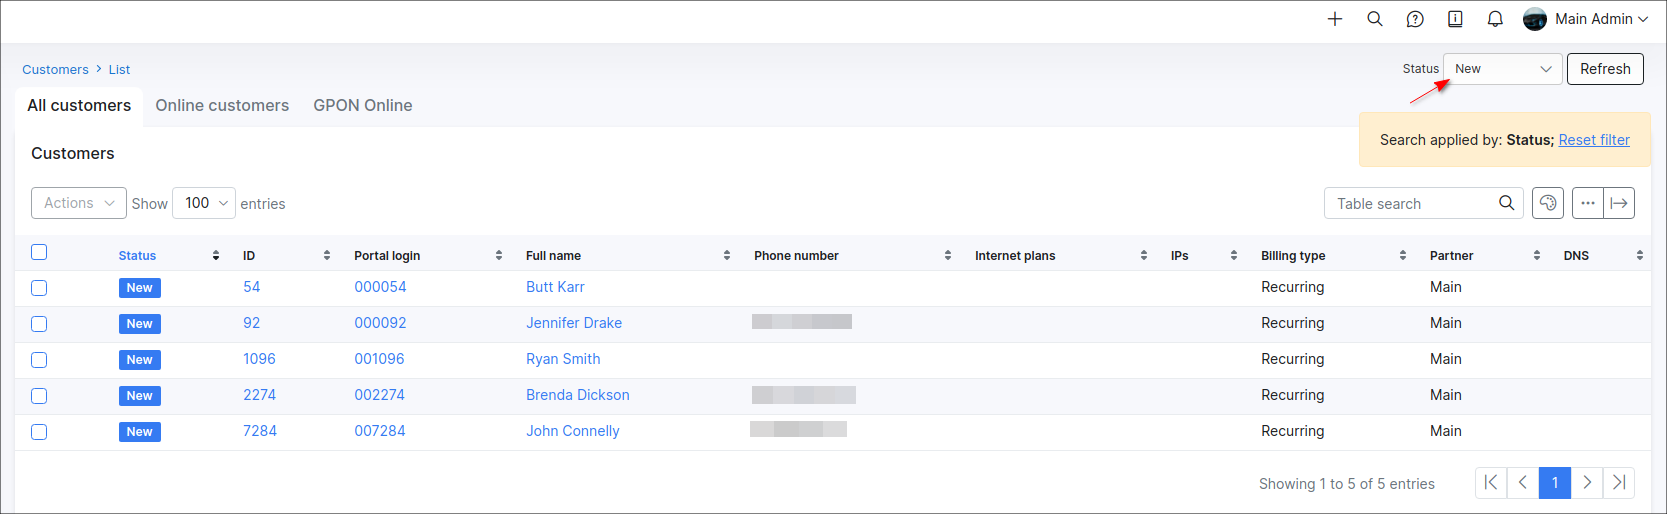 Main Admin
Customers > List
Status New Refresh
All customers Online customers GPON Online
Search applied by: Status; Reset filter
Customers
Actions Show 100 entries Table search
Status ID Portal login Full name Phone number Internet plans IPs Billing type Partner DNS
New 54 000054 Butt Karr Recurring Main
New 92 000092 Jennifer Drake Recurring Main
New 1096 001096 Ryan Smith Recurring Main
New 2274 002274 Brenda Dickson Recurring Main
New 7284 007284 John Connelly Recurring Main
Showing 1 to 5 of 5 entries 1